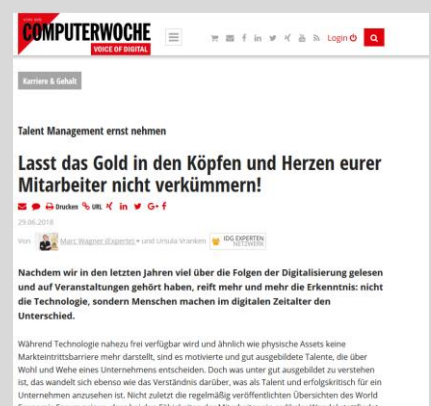 COMPUTERWOCHE
VOICE OF DIGITAL
Login
Karriere & Gehalt
Talent Management ernst nehmen
Lasst das Gold in den Köpfen und Herzen eurer
Mitarbeiter nicht verkümmern!
Drucken URL
29.06.2018
Von Marc Wagner (Experte) und Ursula Vranken IDG EXPERTEN
NETZWERK
Nachdem wir in den letzten Jahren viel über die Folgen der Digitalisierung gelesen
und auf Veranstaltungen gehört haben, reift mehr und mehr die Erkenntnis: nicht
die Technologie, sondern Menschen machen im digitalen Zeitalter den
Unterschied.
Während Technologie nahezu frei verfügbar wird und ähnlich wie physische Assets keine
Markteintrittsbarriere mehr darstellt, sind es motivierte und gut ausgebildete Talente, die über
Wohl und Wehe eines Unternehmens entscheiden. Doch was unter gut ausgebildet zu verstehen
ist, das wandelt sich ebenso wie das Verständnis darüber, was als Talent und erfolgskritisch für ein
Unternehmen anzusehen ist. Nicht zuletzt die regelmäßig veröffentlichten Übersichten des World